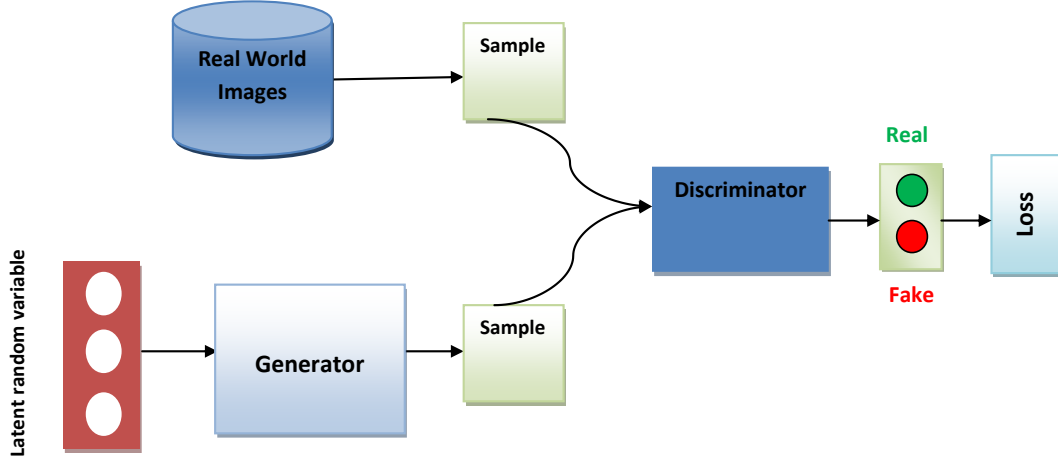 Real World
Images
Sample
Real
Discriminator
Loss
Fake
Latent random variable
Generator
Sample